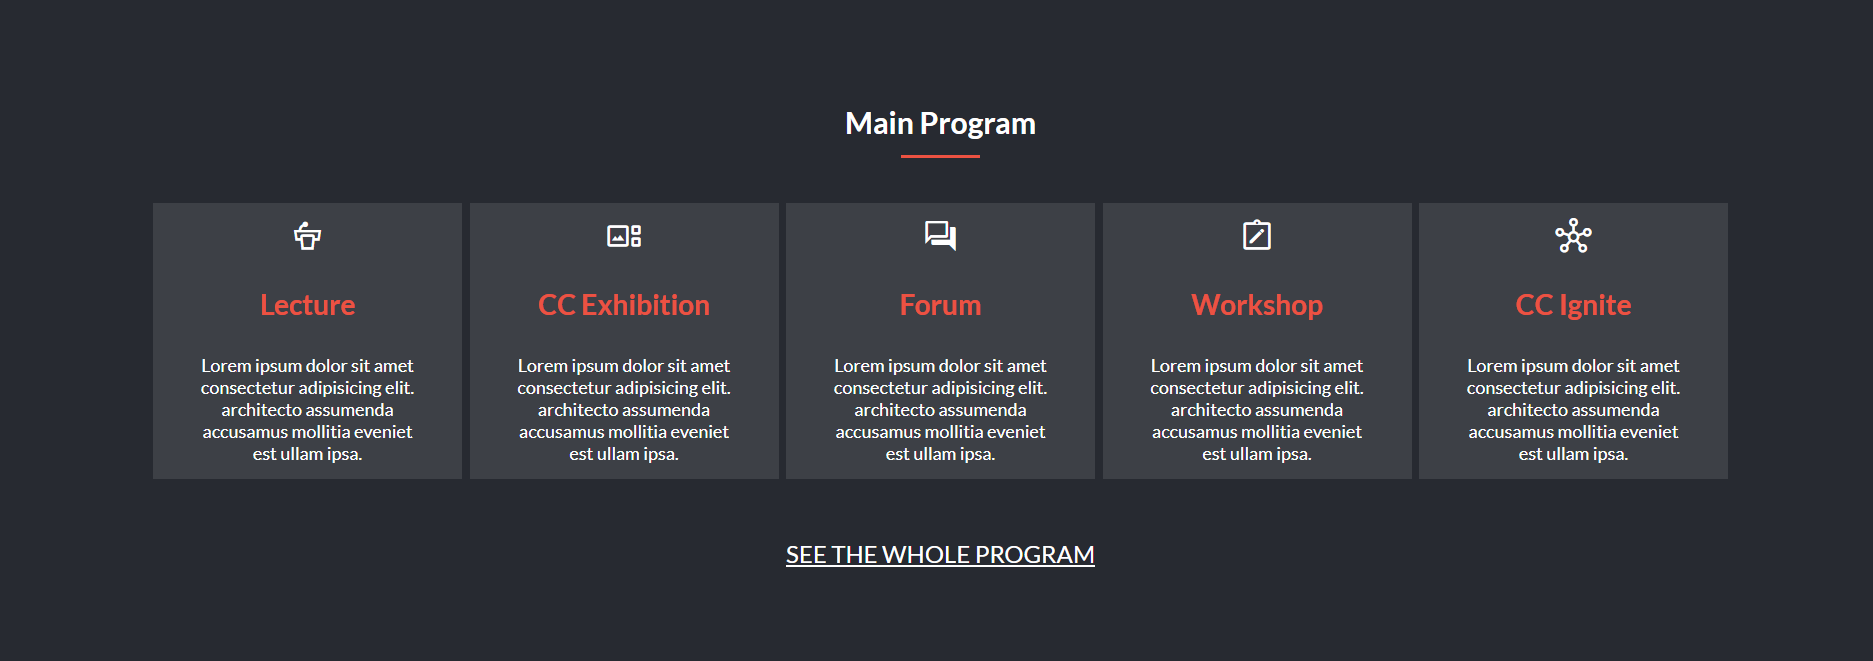 Main Program
Lecture
Lorem ipsum dolor sit amet
consectetur adipisicing elit.
architecto assumenda
accusamus mollitia eveniet
est ullam ipsa.
CC Exhibition
Lorem ipsum dolor sit amet
consectetur adipisicing elit.
architecto assumenda
accusamus mollitia eveniet
est ullam ipsa.
Forum
Lorem ipsum dolor sit amet
consectetur adipisicing elit.
architecto assumenda
accusamus mollitia eveniet
est ullam ipsa.
Workshop
Lorem ipsum dolor sit amet
consectetur adipisicing elit.
architecto assumenda
accusamus mollitia eveniet
est ullam ipsa.
CC Ignite
Lorem ipsum dolor sit amet
consectetur adipisicing elit.
architecto assumenda
accusamus mollitia eveniet
est ullam ipsa.
SEE THE WHOLE PROGRAM